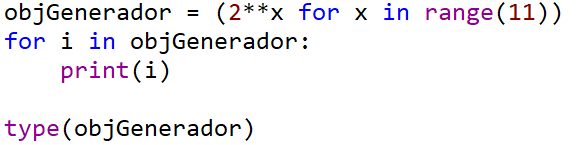 objGenerador = (2**x for x in range(11))
for i in objGenerador:
    print(i)

type(objGenerador)